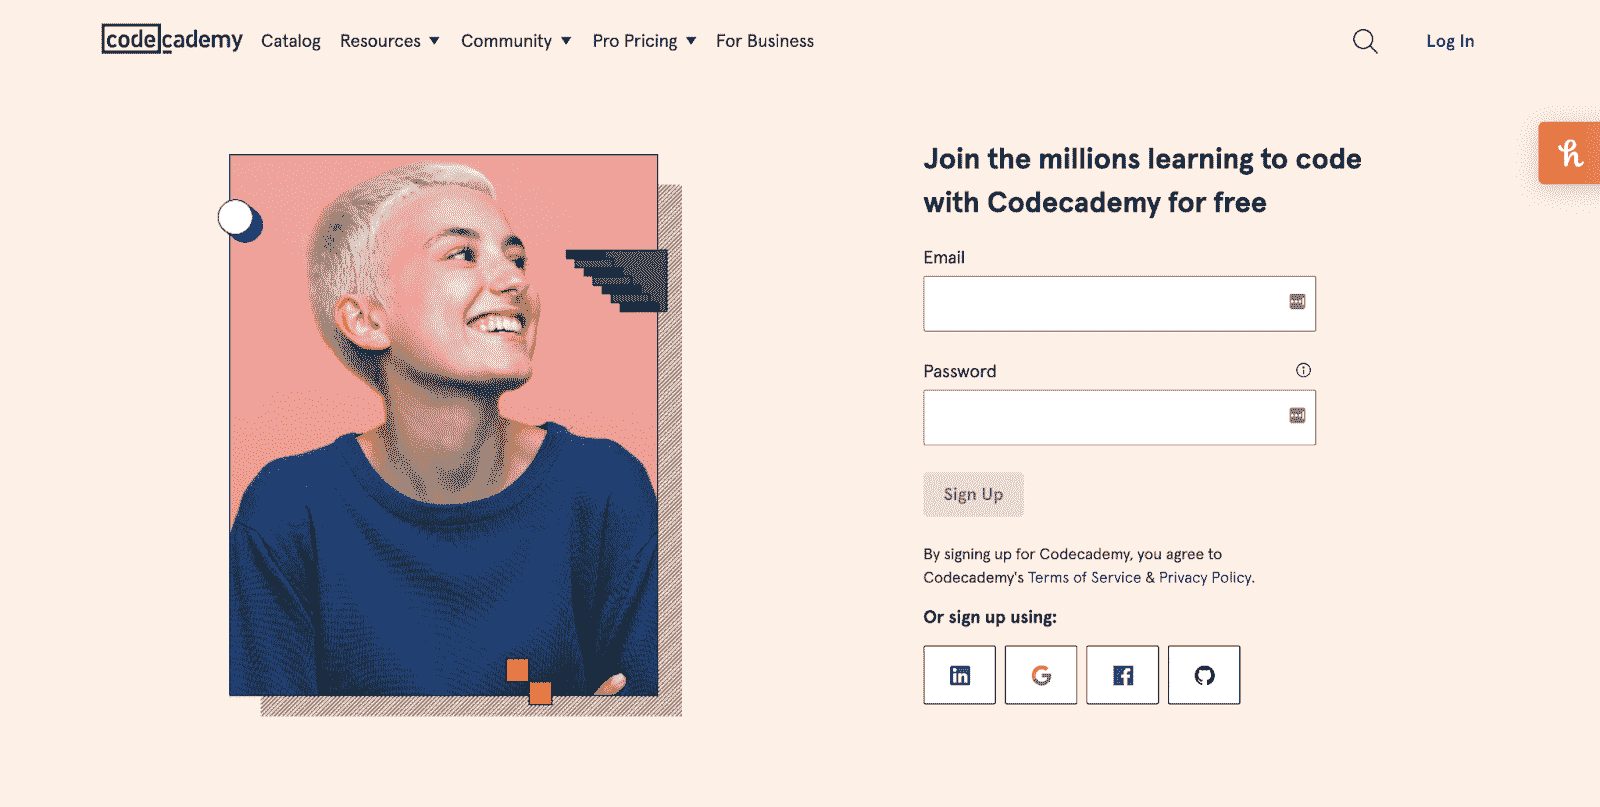 codecademy Catalog Resources Community Pro Pricing For Business Log In
Join the millions learning to code
with Codecademy for free
Email
Password
Sign Up
By signing up for Codecademy, you agree to
Codecademy's Terms of Service & Privacy Policy.
Or sign up using: